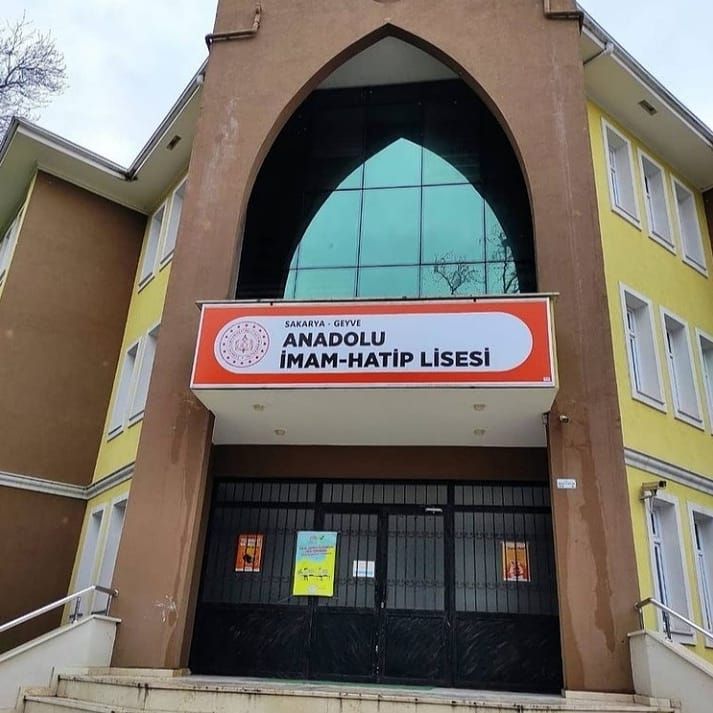 SAKARYA - GEYVE
ANADOLU
İMAM-HATİP LİSESİ